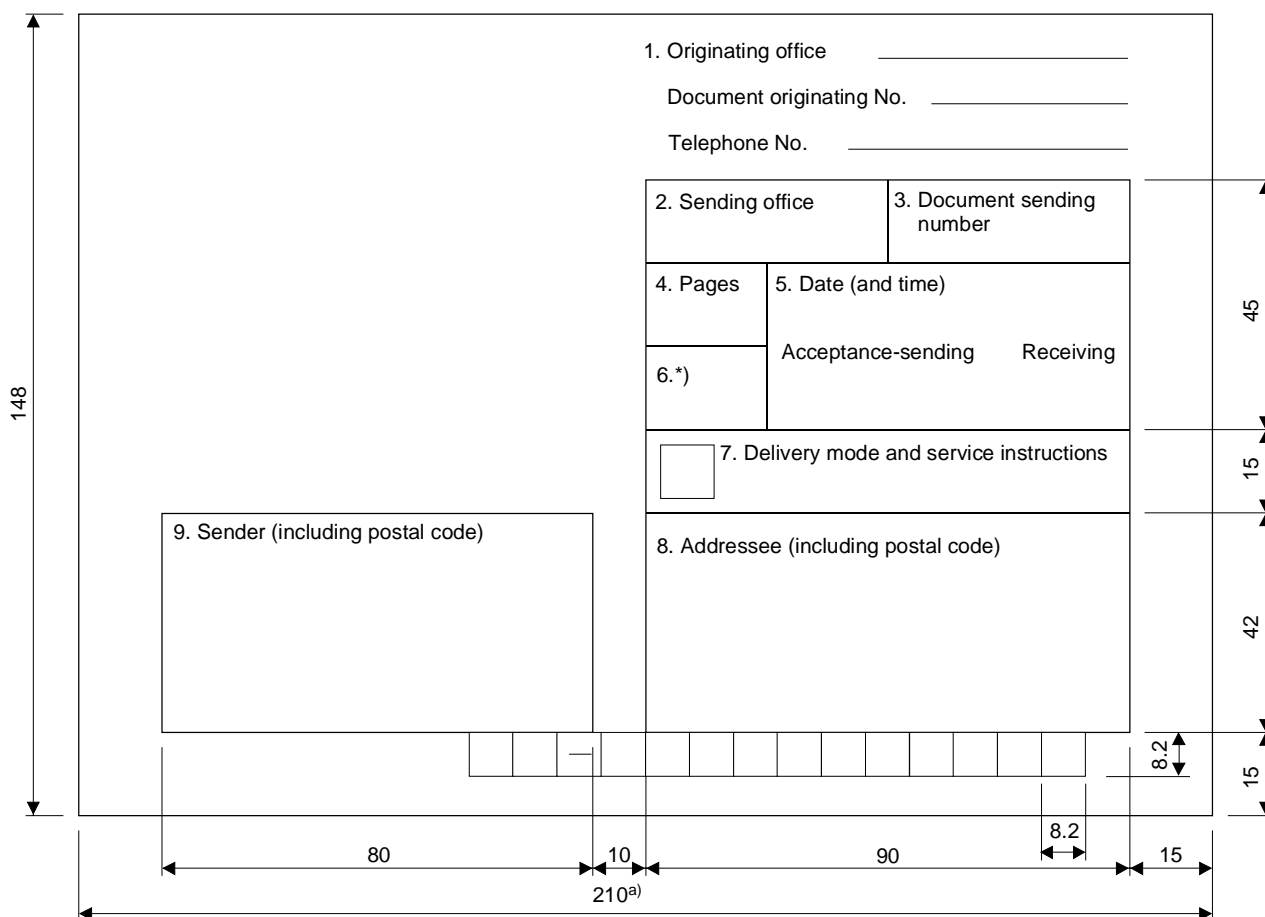 1. Originating office
Document originating No.
Telephone No.
2. Sending office
3. Document sending
number
4. Pages
5. Date (and time)
Acceptance-sending Receiving
6.*)
7. Delivery mode and service instructions
9. Sender (including postal code)
8. Addressee (including postal code)
148
45
15
42
15
8.2
8.2
80
10
90
15
210a)